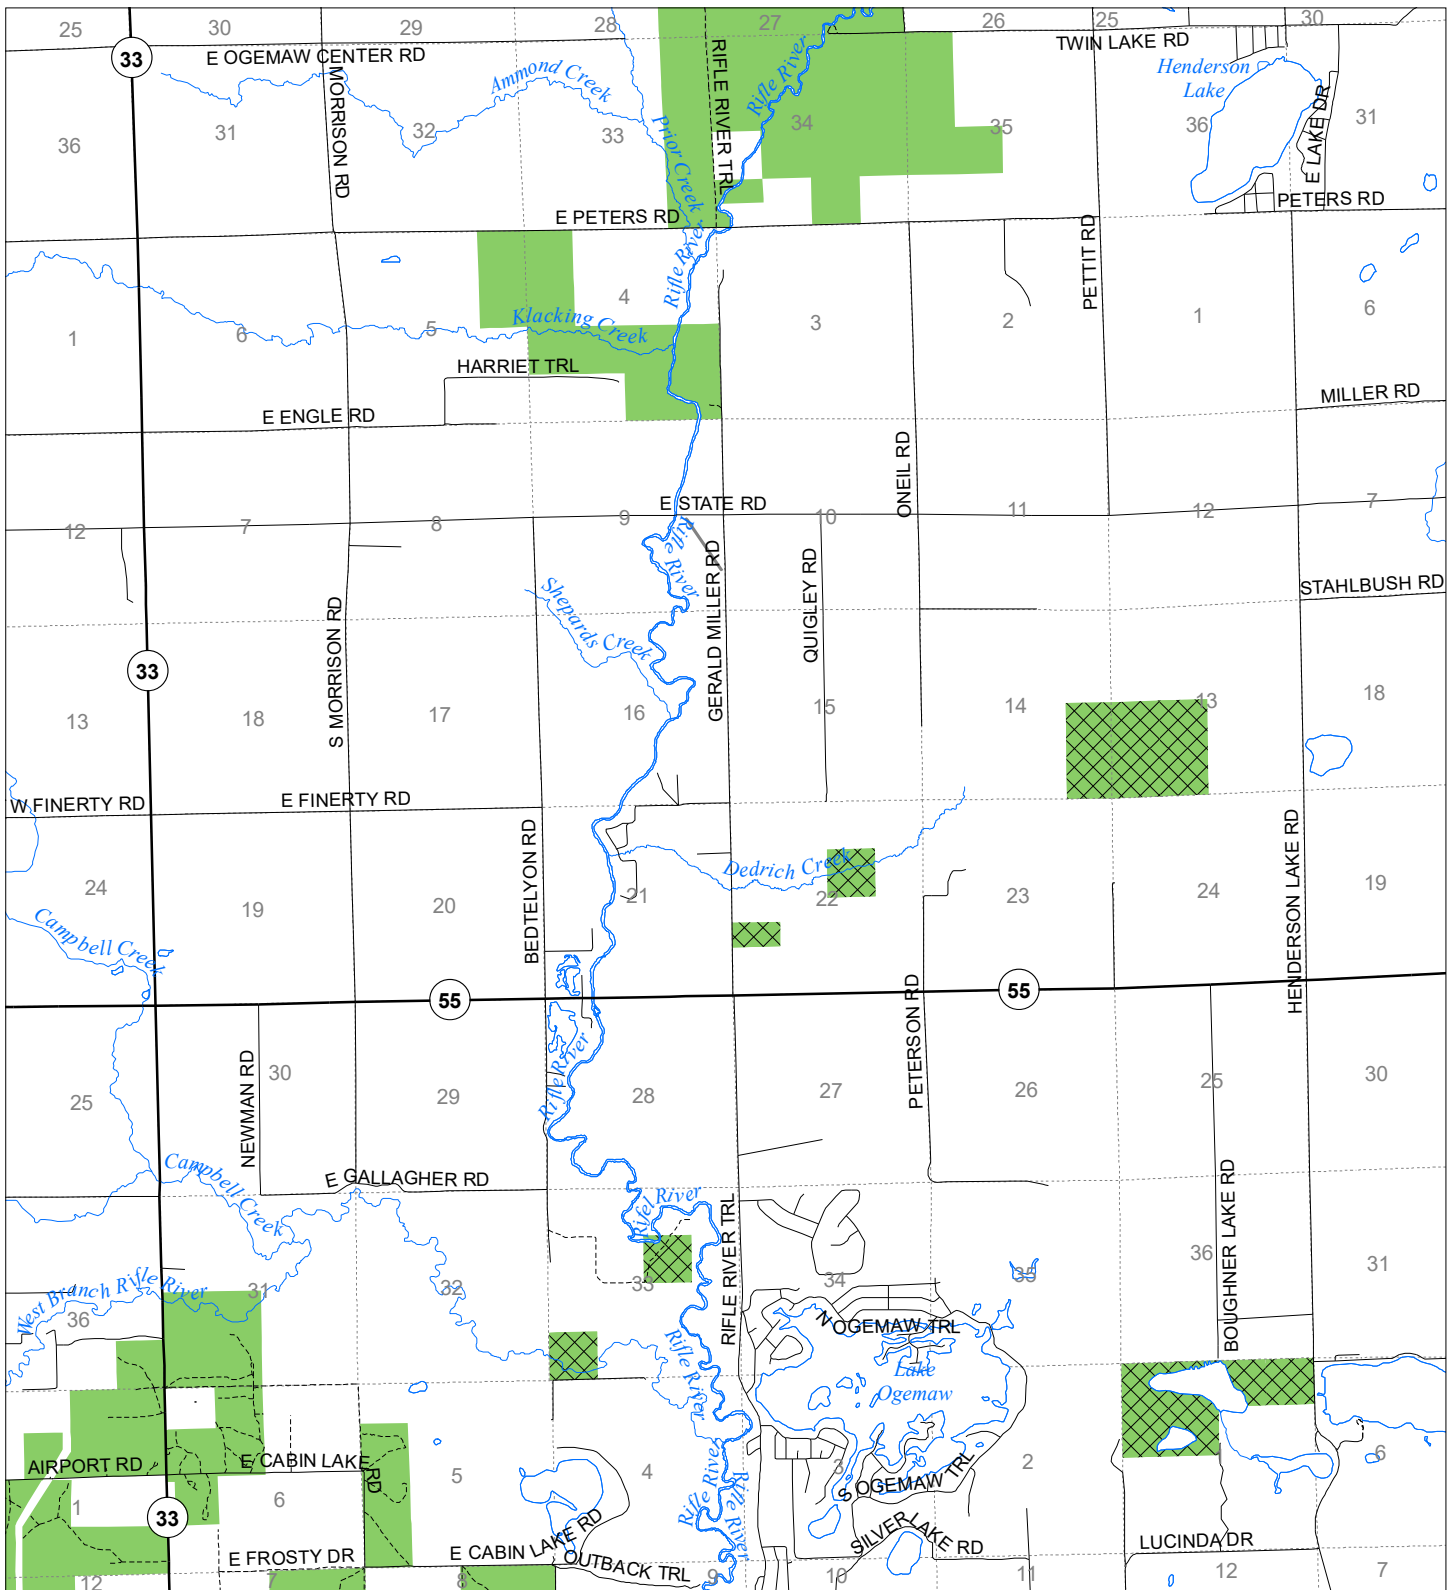 25
30
29
28
27
26
25
30
33
E OGEMAW CENTER RD
TWIN LAKE RD
Ammond Creek
Henderson
Lake
RIFLE RIVER TRL
Rifle River
MORRISON RD
Prior Creek
E LAKE DR
36
31
32
33
34
35
36
31
E PETERS RD
PETERS RD
Rifle River
PETTIT RD
1
6
5
4
3
2
1
6
Klacking Creek
HARRIET TRL
E ENGLE RD
MILLER RD
ONEIL RD
E STATE RD
12
7
8
9
10
11
12
7
Rifle River
GERALD MILLER RD
QUIGLEY RD
STAHLBUSH RD
Shepards Creek
S MORRISON RD
33
13
18
17
16
15
14
13
18
W FINERTY RD
E FINERTY RD
BEDTELYON RD
Dedrich Creek
HENDERSON LAKE RD
24
19
20
21
22
23
24
19
Campbell Creek
55
55
PETERSON RD
Rifle River
NEWMAN RD
25
30
29
28
27
26
25
30
Campbell Creek
E GALLAGHER RD
Rifel River
RIFLE RIVER TRL
BOUGHNER LAKE RD
West Branch Rifle River
36
31
32
33
34
35
36
31
N OGEMAW TRL
Lake
Ogemaw
Rifle River
AIRPORT RD
E CABIN LAKE RD
1
6
5
4
3
2
6
S OGEMAW TRL
Rifle River
Rifle River
33
E FROSTY DR
E CABIN LAKE RD
OUTBACK TRL
SILVER LAKE RD
LUCINDA DR
12
7
8
9
10
11
12
7